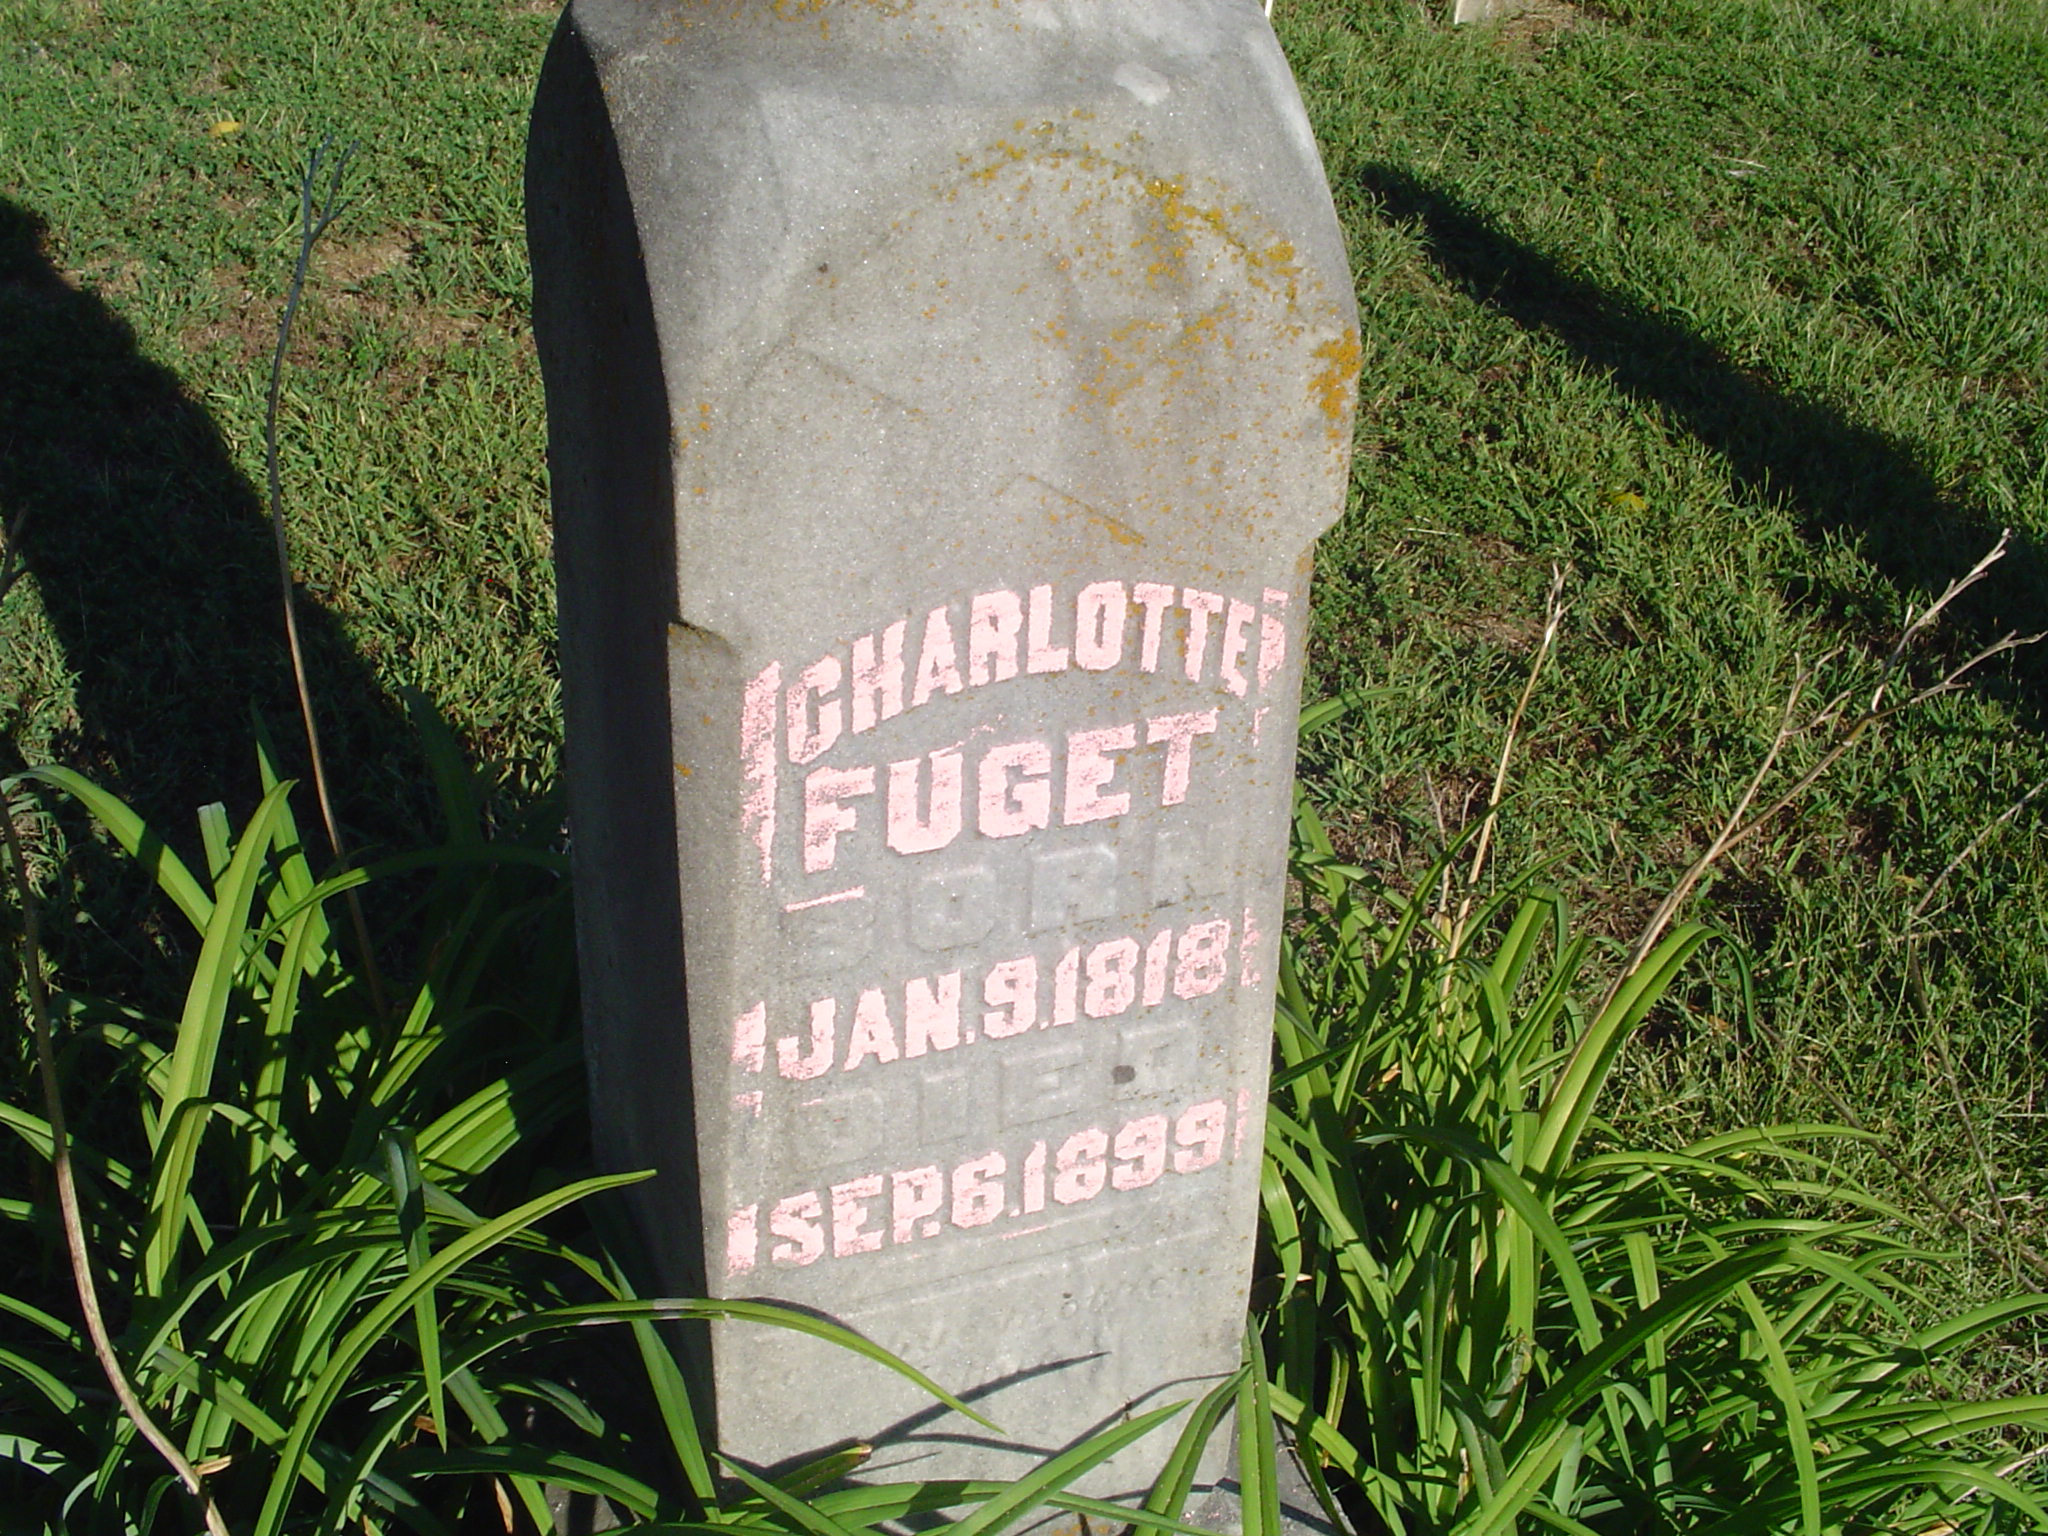 CHARLOTTE
FUGET
BORN
JAN. 9. 1818
DIED
SEP. 6. 1899